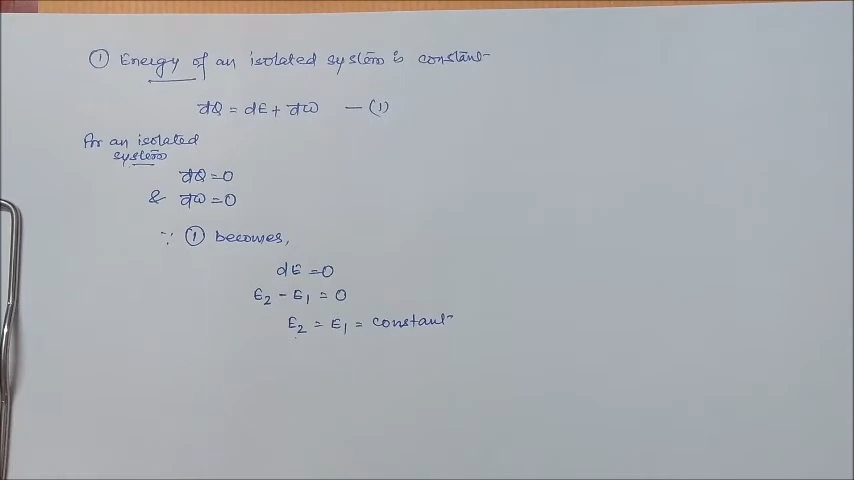 ① Energy of an isolated system is constant
đQ = dE + đW — (1)
for an isolated
system
đQ = 0
& đW = 0
∵ ① becomes,
dE = 0
E₂ - E₁ = 0
E₂ = E₁ = constant